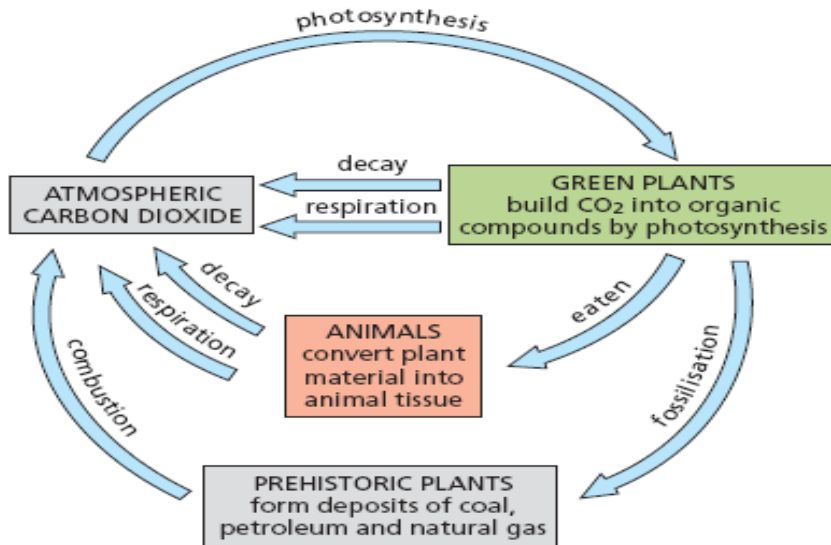 photosynthesis
ATMOSPHERIC
CARBON DIOXIDE
decay
respiration
GREEN PLANTS
build CO₂ into organic
compounds by photosynthesis
decay
respiration
combustion
ANIMALS
convert plant
material into
animal tissue
eaten
fossilisation
PREHISTORIC PLANTS
form deposits of coal,
petroleum and natural gas